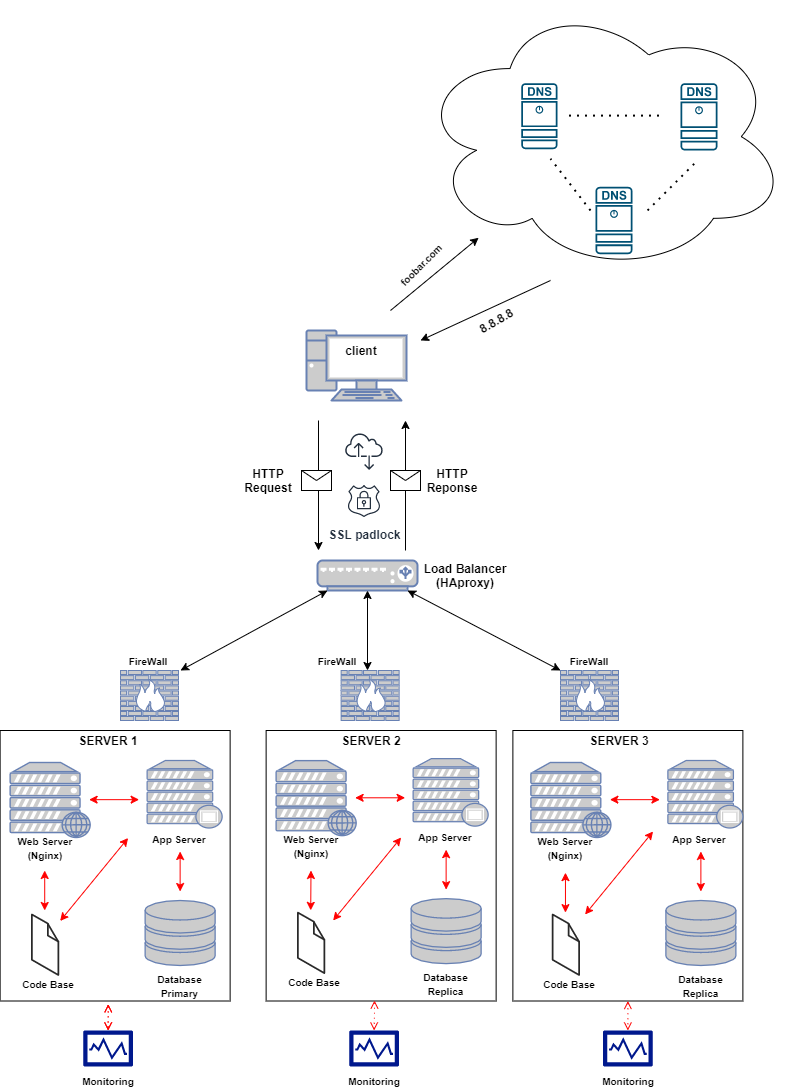 DNS
DNS
DNS
foobar.com
8.8.8.8
client
HTTP
Request
HTTP
Reponse
SSL padlock
Load Balancer
(HAproxy)
FireWall
FireWall
FireWall
SERVER 1
SERVER 2
SERVER 3
Web Server
(Nginx)
App Server
Web Server
(Nginx)
App Server
Web Server
(Nginx)
App Server
Code Base
Database
Primary
Code Base
Database
Replica
Code Base
Database
Replica
Monitoring
Monitoring
Monitoring